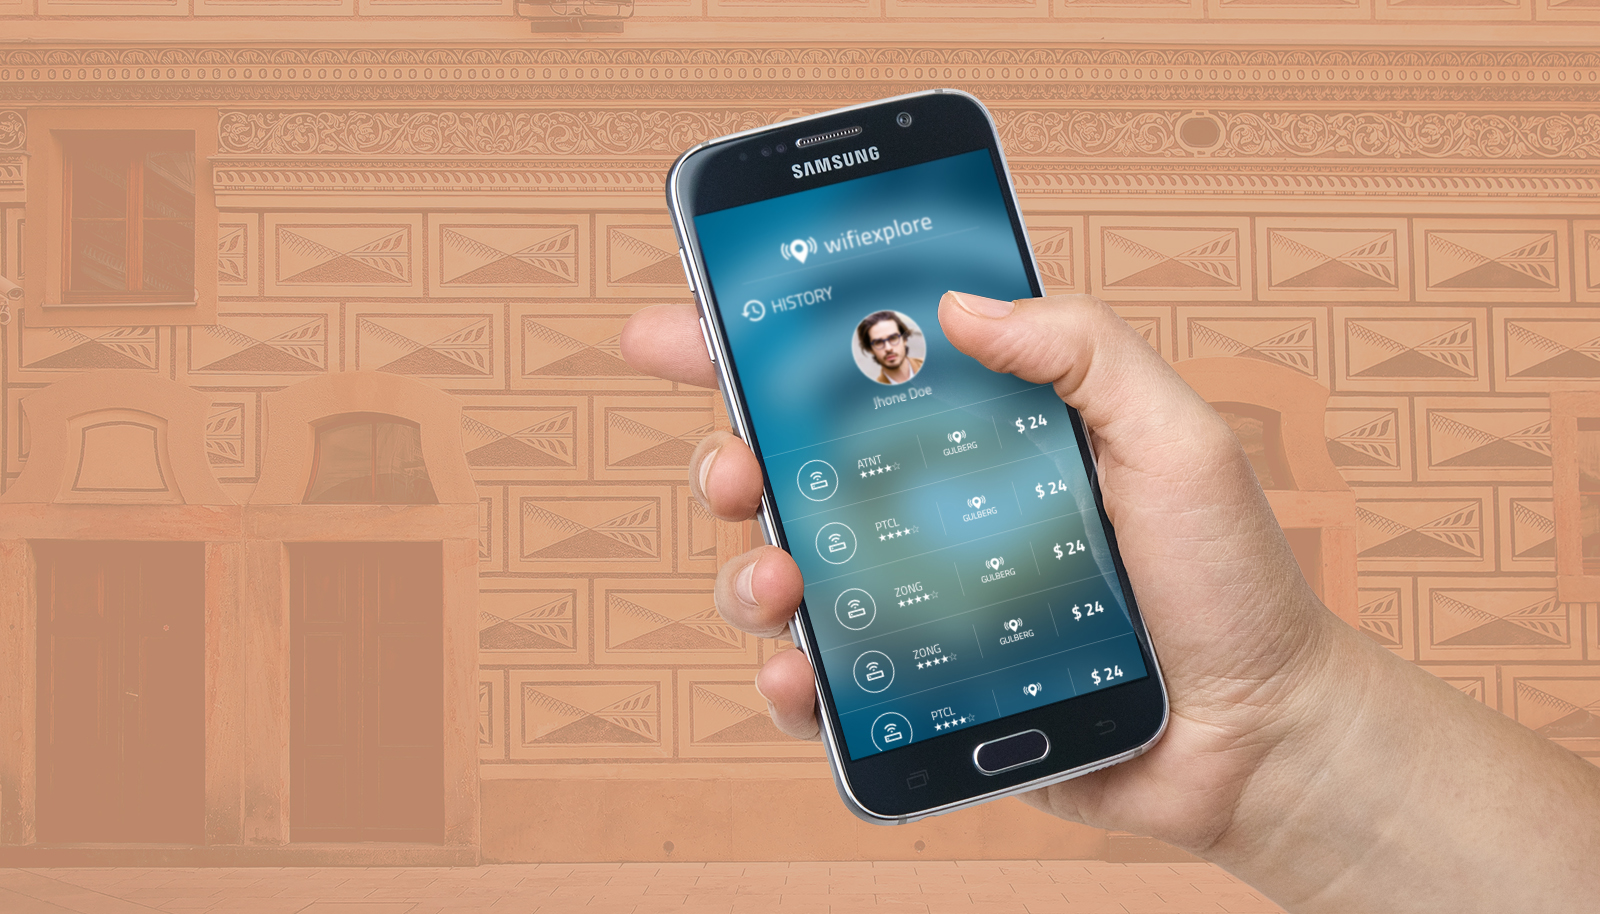 SAMSUNG
wifiexplore
HISTORY
Jhone Doe
ATNT
GULBERG
$ 24
PTCL
GULBERG
$ 24
ZONG
GULBERG
$ 24
ZONG
GULBERG
$ 24
PTCL
$ 24